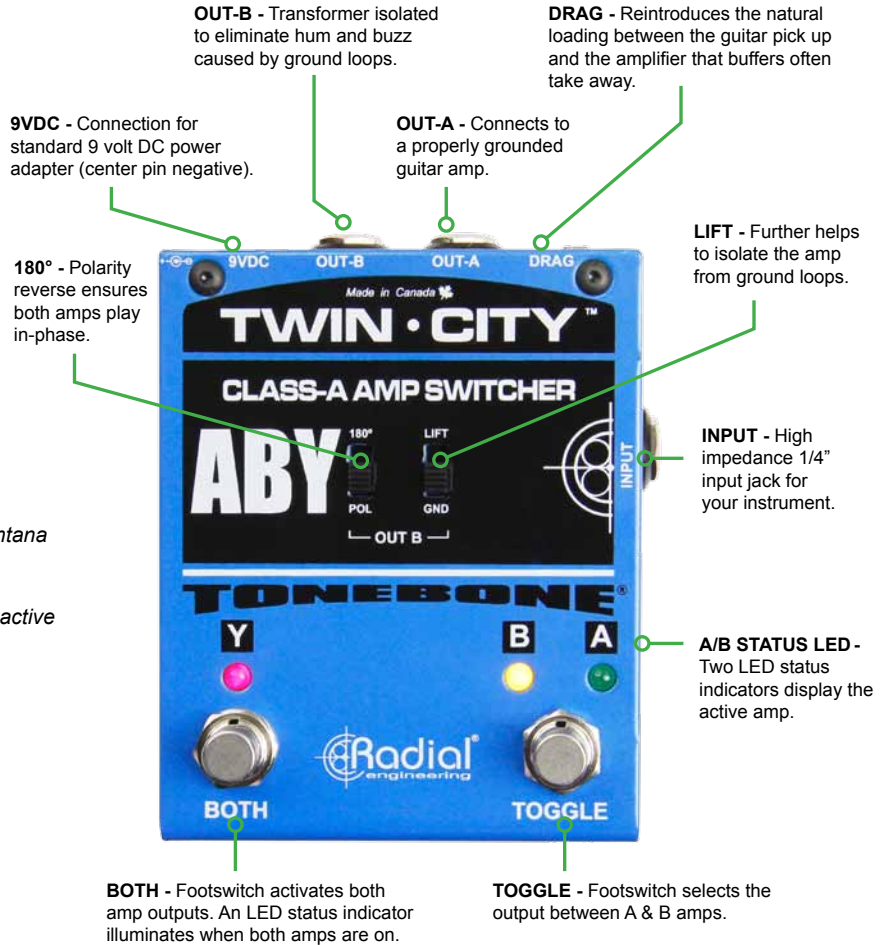 OUT-B - Transformer isolated
to eliminate hum and buzz
caused by ground loops.
DRAG - Reintroduces the natural
loading between the guitar pick up
and the amplifier that buffers often
take away.
9VDC - Connection for
standard 9 volt DC power
adapter (center pin negative).
OUT-A - Connects to
a properly grounded
guitar amp.
LIFT - Further helps
to isolate the amp
from ground loops.
180° - Polarity
reverse ensures
both amps play
in-phase.
9VDC OUT-B OUT-A DRAG
Made in Canada
TWIN • CITY™
CLASS-A AMP SWITCHER
ABY
180° LIFT
POL GND
OUT B
INPUT
INPUT - High
impedance 1/4”
input jack for
your instrument.
ntana
active
TONEBONE®
Y B A
A/B STATUS LED -
Two LED status
indicators display the
active amp.
Radial®
engineering
BOTH TOGGLE
BOTH - Footswitch activates both
amp outputs. An LED status indicator
illuminates when both amps are on.
TOGGLE - Footswitch selects the
output between A & B amps.